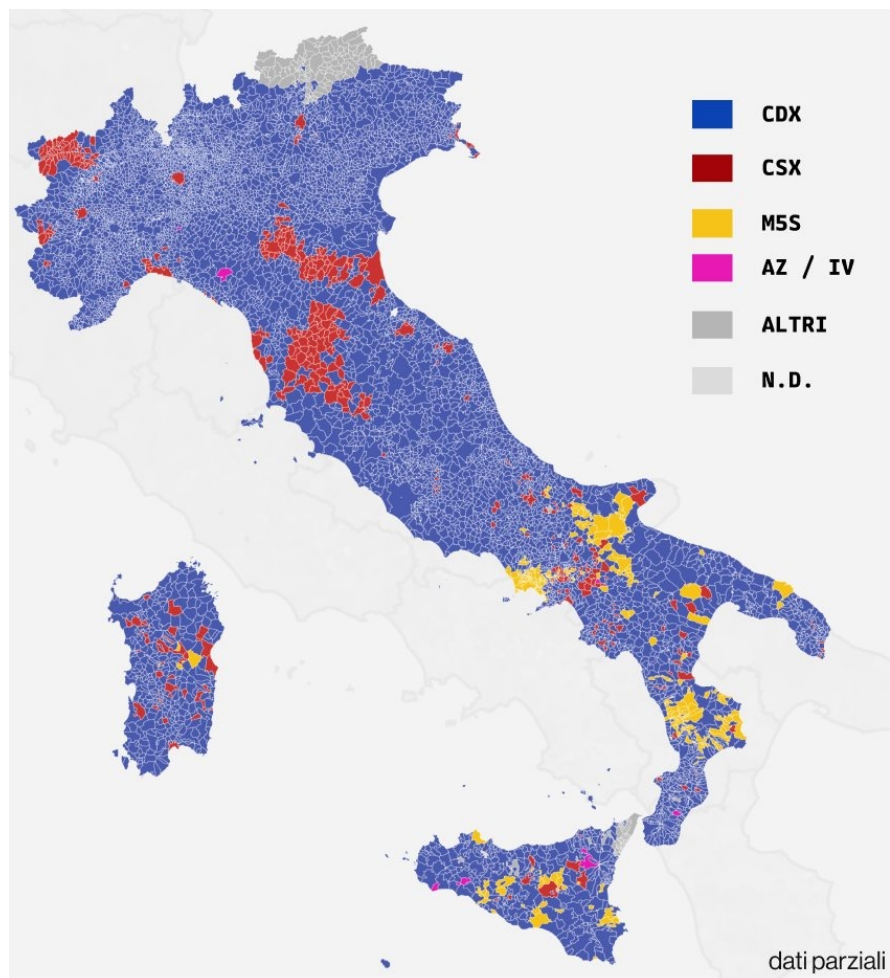 CDX
CSX
M5S
AZ / IV
ALTRI
N.D.
dati parziali